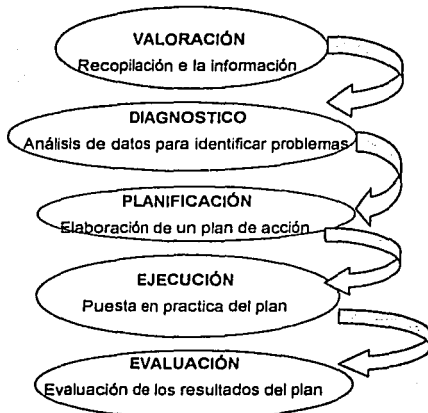 VALORACIÓN
Recopilación e la información
DIAGNOSTICO
Análisis de datos para identificar problemas
PLANIFICACIÓN
Elaboración de un plan de acción
EJECUCIÓN
Puesta en practica del plan
EVALUACIÓN
Evaluación de los resultados del plan